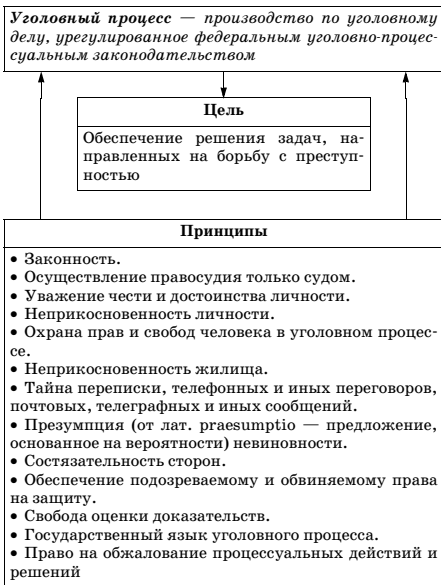 Уголовный процесс — производство по уголовному
делу, урегулированное федеральным уголовно-процес-
суальным законодательством
Цель
Обеспечение решения задач, на-
правленных на борьбу с преступ-
ностью
Принципы
• Законность.
• Осуществление правосудия только судом.
• Уважение чести и достоинства личности.
• Неприкосновенность личности.
• Охрана прав и свобод человека в уголовном процес-
се.
• Неприкосновенность жилища.
• Тайна переписки, телефонных и иных переговоров,
почтовых, телеграфных и иных сообщений.
• Презумпция (от лат. praesumptio — предложение,
основанное на вероятности) невиновности.
• Состязательность сторон.
• Обеспечение подозреваемому и обвиняемому права
на защиту.
• Свобода оценки доказательств.
• Государственный язык уголовного процесса.
• Право на обжалование процессуальных действий и
решений